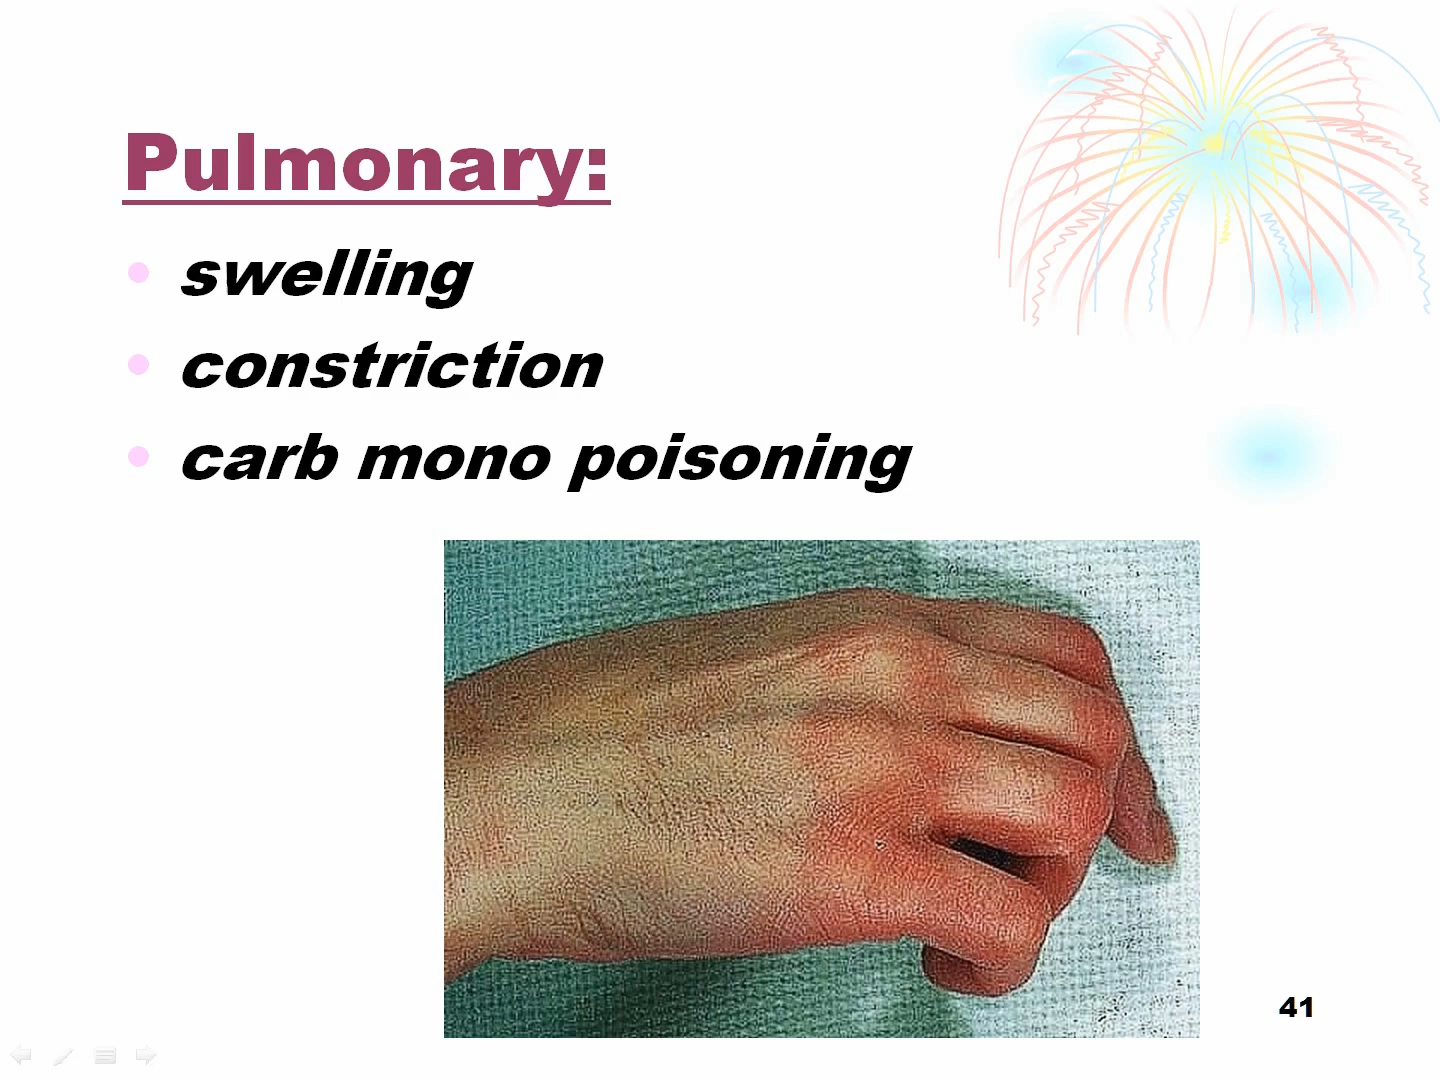 Pulmonary:
• swelling
• constriction
• carb mono poisoning
41